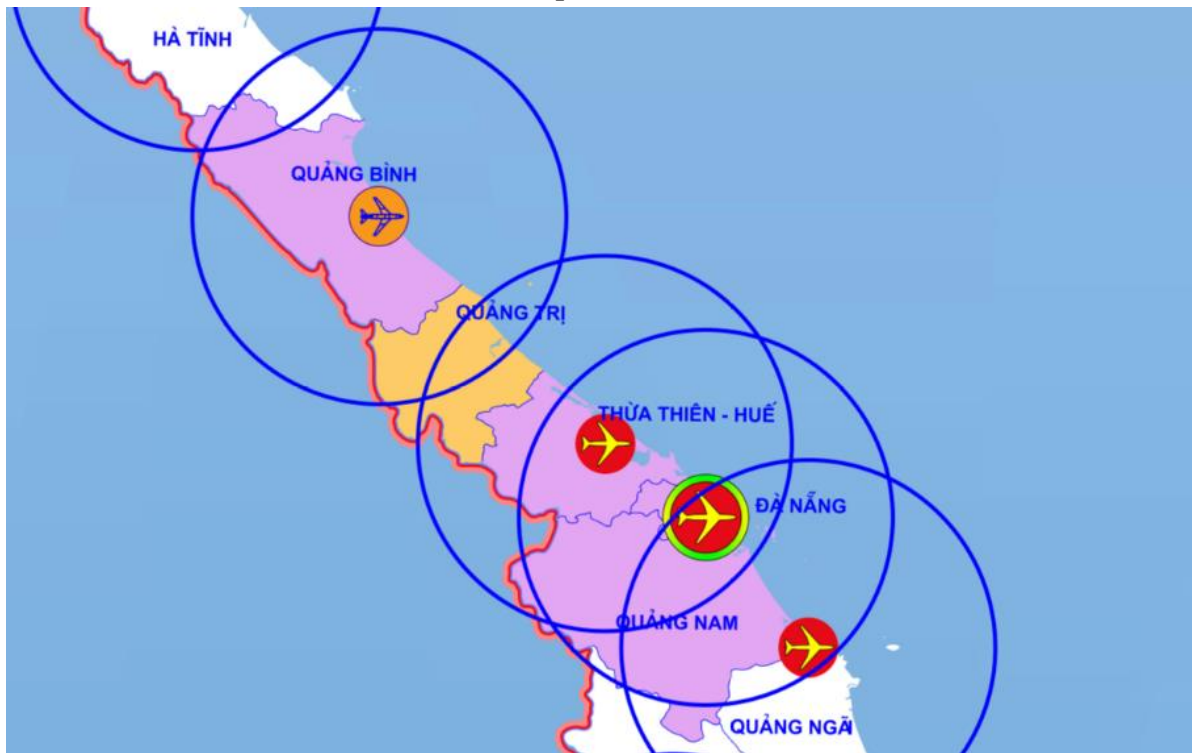 HÀ TĨNH
QUẢNG BÌNH
QUẢNG TRỊ
THỪA THIÊN - HUẾ
ĐÀ NẴNG
QUẢNG NAM
QUẢNG NGÃI